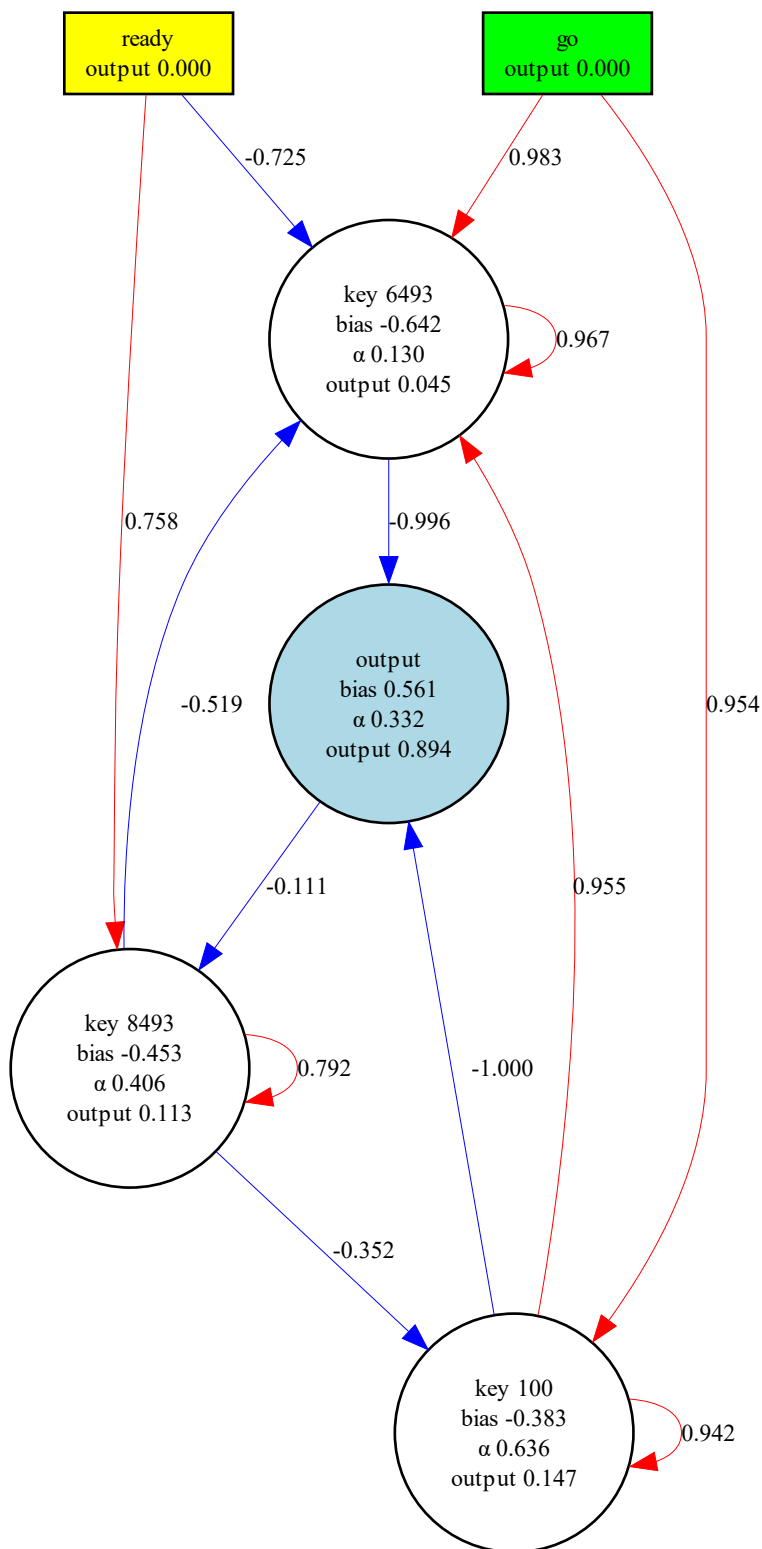 ready
output 0.000
go
output 0.000
-0.725
0.983
key 6493
bias -0.642
α 0.130
output 0.045
0.967
0.758
-0.996
output
bias 0.561
α 0.332
output 0.894
-0.519
0.954
-0.111
0.955
key 8493
bias -0.453
α 0.406
output 0.113
0.792
-1.000
-0.352
key 100
bias -0.383
α 0.636
output 0.147
0.942